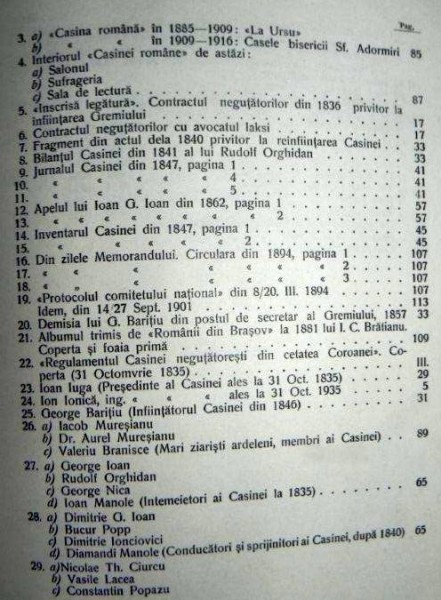 Pag.
3. a) «Casina română» în 1885-1909: «La Ursu»
b) « « în 1909-1916: Casele bisericii Sf. Adormiri 85
4. Interiorul «Casinei române» de astăzi:
a) Salonul
b) Sufrageria
c) Sala de lectură . . . . . . . . 87
5. «Inscrisă legătură». Contractul neguțătorilor din 1836 privitor la
înființarea Gremiului . . . . . . . . 17
6. Contractul neguțătorilor cu avocatul Iaksi . . . . 17
7. Fragment din actul dela 1840 privitor la reinființarea Casinei . 33
8. Bilanțul Casinei din 1841 al lui Rudolf Orghidan . . . 33
9. Jurnalul Casinei din 1847, pagina 1 . . . . . 41
10. « « « « « 4 . . . . . 41
11. « « « « « 5 . . . . . 41
12. Apelul lui Ioan G. Ioan din 1862, pagina 1 . . . . . 57
13. « « « « « « « 2 . . . . . 57
14. Inventarul Casinei din 1847, pagina 1 . . . . . 45
15. « « « « « 2 . . . . . 45
16. Din zilele Memorandului. Circulara din 1894, pagina 1 . . . 107
17. « « « « « « 2 . . . 107
18. « « « « « « 3 . . . 107
19. «Protocolul comitetului național» din 8/20. III. 1894 . . . 107
Idem, din 14/27 Sept. 1901 . . . . . 113
20. Demisia lui G. Barițiu din postul de secretar al Gremiului, 1857 33
21. Albumul trimis de «Românii din Brașov» la 1881 lui I. C. Brătianu.
Coperta și foaia primă . . . . . 109
22. «Regulamentul Casinei neguțătorești din cetatea Coroanei». Co-
perta (31 Octomvrie 1835) . . . . . III.
23. Ioan Iuga (Președinte al Casinei ales la 31 Oct. 1835) . . . 29
24. Ion Ionică, ing. « « « ales la 31 Oct. 1935 . . . 5
25. George Barițiu (Inființătorul Casinei din 1846) . . . . 31
26. a) Iacob Mureșianu
b) Dr. Aurel Mureșianu
c) Valeriu Braniște (Mari ziariști ardeleni, membri ai Casinei) . . 89
27. a) George Ioan
b) Rudolf Orghidan
c) George Nica
d) Ioan Manole (Intemeietori ai Casinei la 1835) . . . . . 65
28. a) Dimitrie G. Ioan
b) Bucur Popp
c) Dimitrie Ionciovici
d) Diamandi Manole (Conducători și sprijinitori ai Casinei, după 1840) 65
29. a) Nicolae Th. Ciurcu
b) Vasile Lacea
c) Constantin Popazu